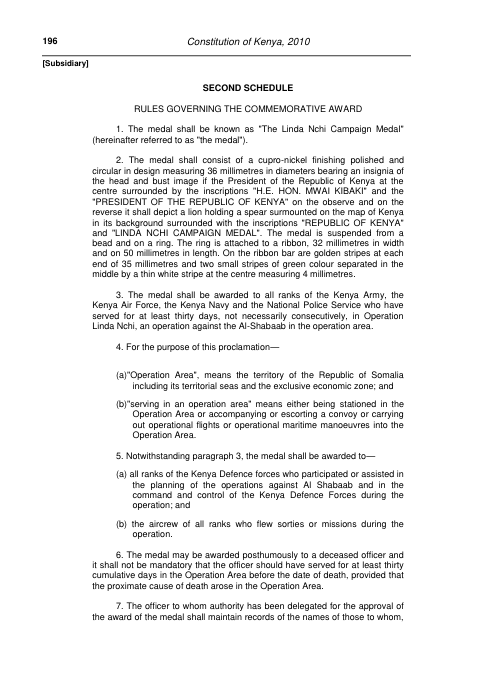 196
Constitution of Kenya, 2010
[Subsidiary]
SECOND SCHEDULE
RULES GOVERNING THE COMMEMORATIVE AWARD
1. The medal shall be known as "The Linda Nchi Campaign Medal"
(hereinafter referred to as "the medal").
2. The medal shall consist of a cupro-nickel finishing polished and
circular in design measuring 36 millimetres in diameters bearing an insignia of
the head and bust image if the President of the Republic of Kenya at the
centre surrounded by the inscriptions "H.E. HON. MWAI KIBAKI" and the
"PRESIDENT OF THE REPUBLIC OF KENYA" on the observe and on the
reverse it shall depict a lion holding a spear surmounted on the map of Kenya
in its background surrounded with the inscriptions "REPUBLIC OF KENYA"
and "LINDA NCHI CAMPAIGN MEDAL". The medal is suspended from a
bead and on a ring. The ring is attached to a ribbon, 32 millimetres in width
and on 50 millimetres in length. On the ribbon bar are golden stripes at each
end of 35 millimetres and two small stripes of green colour separated in the
middle by a thin white stripe at the centre measuring 4 millimetres.
3. The medal shall be awarded to all ranks of the Kenya Army, the
Kenya Air Force, the Kenya Navy and the National Police Service who have
served for at least thirty days, not necessarily consecutively, in Operation
Linda Nchi, an operation against the Al-Shabaab in the operation area.
4. For the purpose of this proclamation—
(a)"Operation Area", means the territory of the Republic of Somalia
including its territorial seas and the exclusive economic zone; and
(b)"serving in an operation area" means either being stationed in the
Operation Area or accompanying or escorting a convoy or carrying
out operational flights or operational maritime manoeuvres into the
Operation Area.
5. Notwithstanding paragraph 3, the medal shall be awarded to—
(a) all ranks of the Kenya Defence forces who participated or assisted in
the planning of the operations against Al Shabaab and in the
command and control of the Kenya Defence Forces during the
operation; and
(b) the aircrew of all ranks who flew sorties or missions during the
operation.
6. The medal may be awarded posthumously to a deceased officer and
it shall not be mandatory that the officer should have served for at least thirty
cumulative days in the Operation Area before the date of death, provided that
the proximate cause of death arose in the Operation Area.
7. The officer to whom authority has been delegated for the approval of
the award of the medal shall maintain records of the names of those to whom,